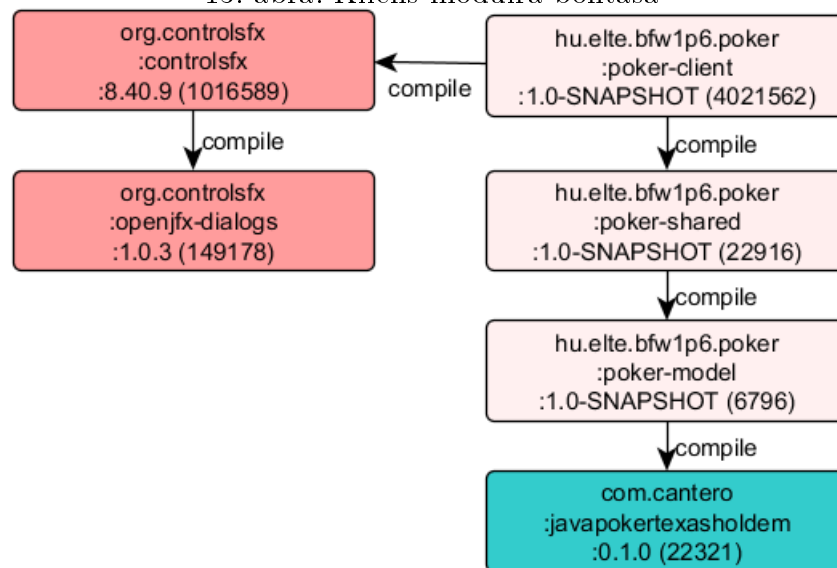 org.controlsfx
:controlsfx
:8.40.9 (1016589)
compile
hu.elte.bfw1p6.poker
:poker-client
:1.0-SNAPSHOT (4021562)
compile
compile
org.controlsfx
:openjfx-dialogs
:1.0.3 (149178)
hu.elte.bfw1p6.poker
:poker-shared
:1.0-SNAPSHOT (22916)
compile
hu.elte.bfw1p6.poker
:poker-model
:1.0-SNAPSHOT (6796)
compile
com.cantero
:javapokertexasholdem
:0.1.0 (22321)